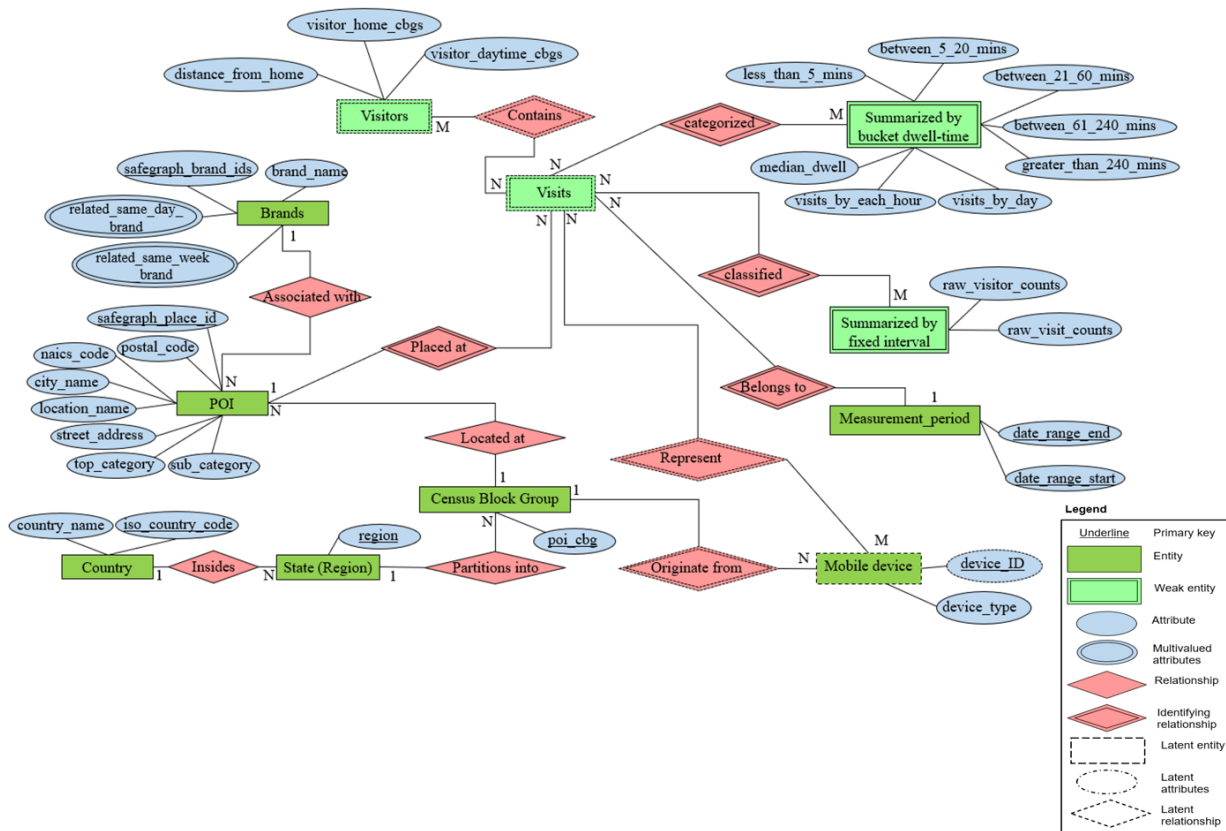 visitor_home_cbgs
visitor_daytime_cbgs
distance_from_home
Visitors
M
Contains
N
between_5_20_mins
less_than_5_mins
between_21_60_mins
categorized
M
N
Summarized by
bucket dwell-time
between_61_240_mins
greater_than_240_mins
median_dwell
visits_by_each_hour
visits_by_day
safegraph_brand_ids
brand_name
related_same_day_
brand
Brands
1
related_same_week
brand
Associated with
N
Visits
N
N
N
N
classified
M
raw_visitor_counts
Summarized by
fixed interval
raw_visit_counts
safegraph_place_id
postal_code
naics_code
city_name
location_name
street_address
top_category
sub_category
POI
1
N
Placed at
Belongs to
1
Measurement_period
date_range_end
date_range_start
Located at
1
Represent
M
Census Block Group
1
N
poi_cbg
country_name
iso_country_code
Country
1
Insides
N
region
State (Region)
1
Partitions into
Originate from
N
Mobile device
device_ID
device_type
Legend
Underline Primary key
Entity
Weak entity
Attribute
Multivalued
attributes
Relationship
Identifying
relationship
Latent entity
Latent
attributes
Latent
relationship